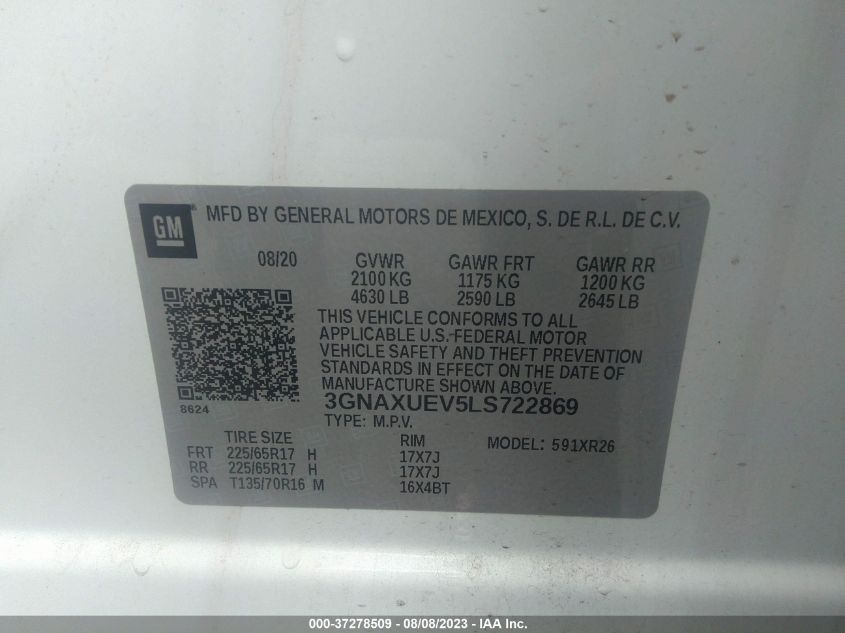 GM MFD BY GENERAL MOTORS DE MEXICO, S. DE R.L. DE C.V.
08/20 GVWR GAWR FRT GAWR RR
2100 KG 1175 KG 1200 KG
4630 LB 2590 LB 2645 LB
THIS VEHICLE CONFORMS TO ALL
APPLICABLE U.S. FEDERAL MOTOR
VEHICLE SAFETY AND THEFT PREVENTION
STANDARDS IN EFFECT ON THE DATE OF
MANUFACTURE SHOWN ABOVE.
8624 3GNAXUEV5LS722869
TYPE: M.P.V.
TIRE SIZE RIM MODEL: 591XR26
FRT 225/65R17 H 17X7J
RR 225/65R17 H 17X7J
SPA T135/70R16 M 16X4BT
000-37278509 - 08/08/2023 - IAA Inc.